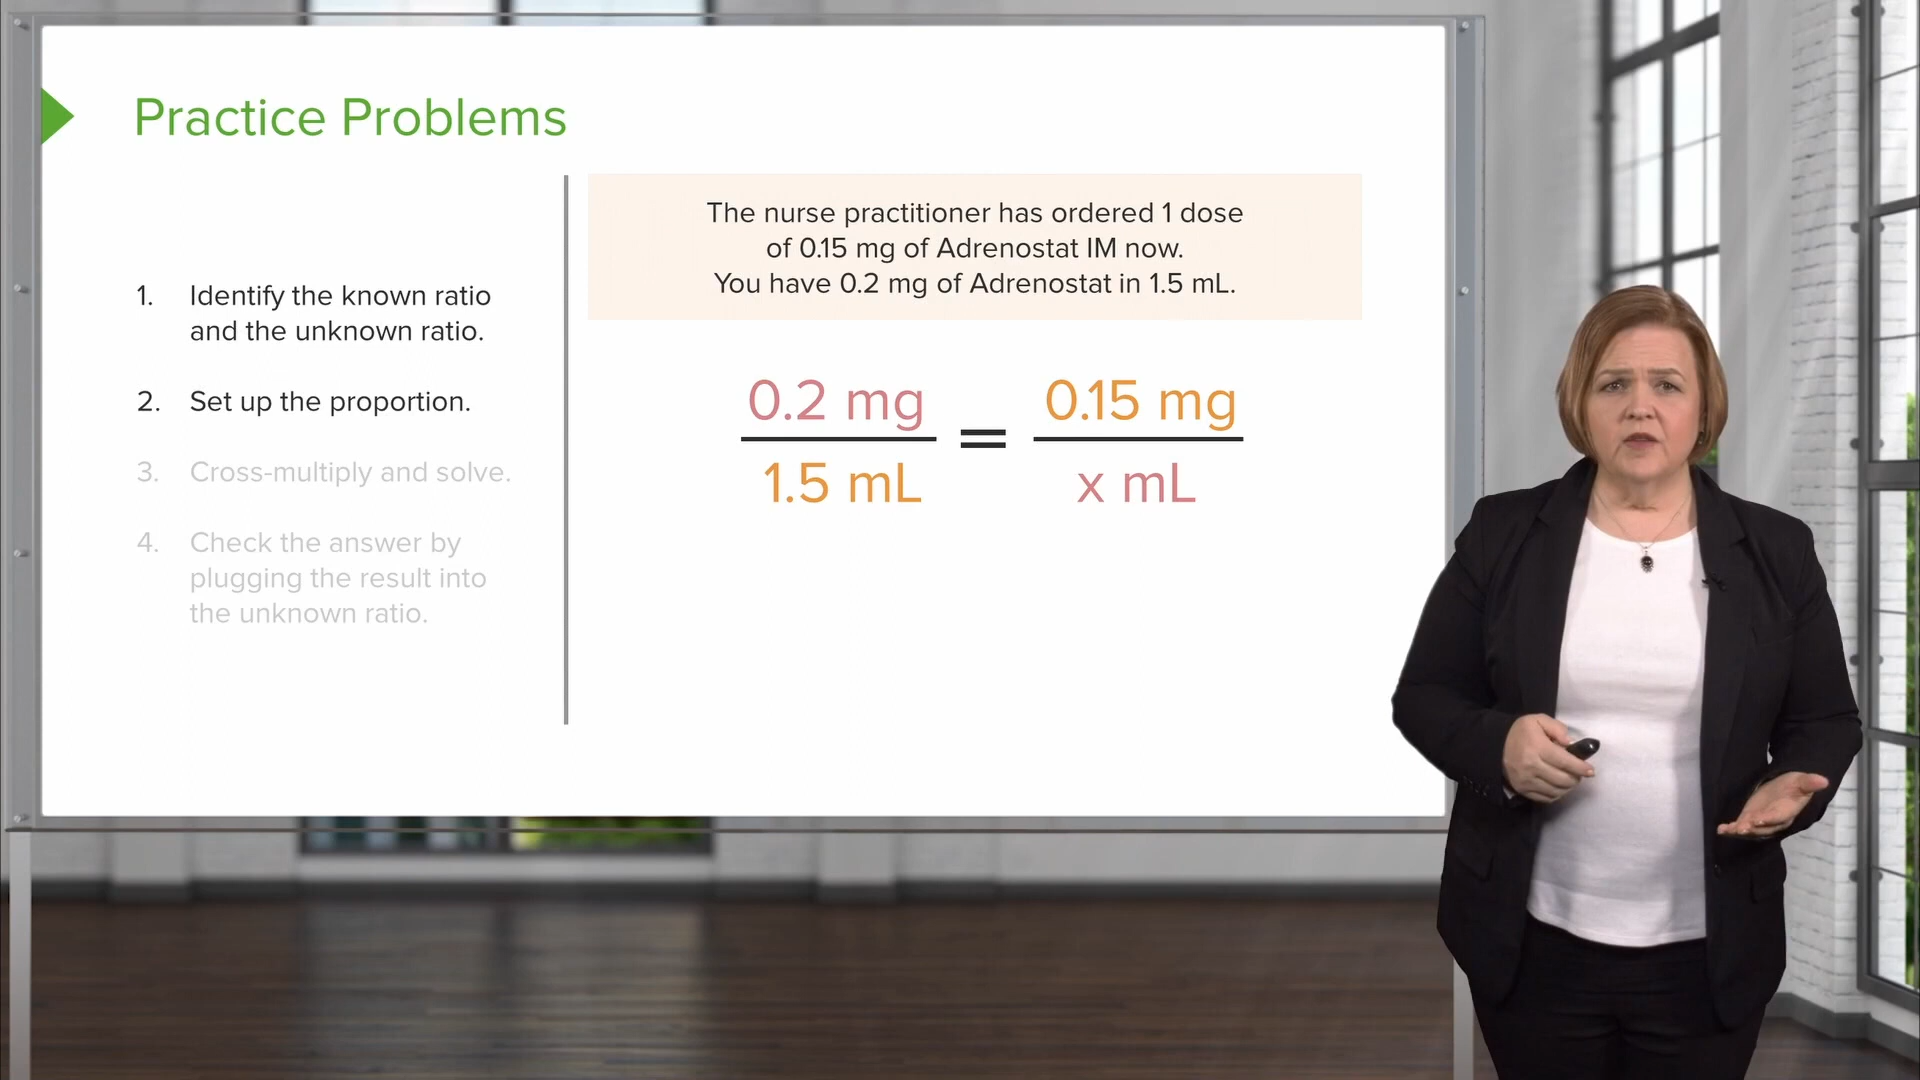 Practice Problems
1. Identify the known ratio
and the unknown ratio.
2. Set up the proportion.
3. Cross-multiply and solve.
4. Check the answer by
plugging the result into
the unknown ratio.
The nurse practitioner has ordered 1 dose
of 0.15 mg of Adrenostat IM now.
You have 0.2 mg of Adrenostat in 1.5 mL.
0.2 mg = 0.15 mg
1.5 mL x mL